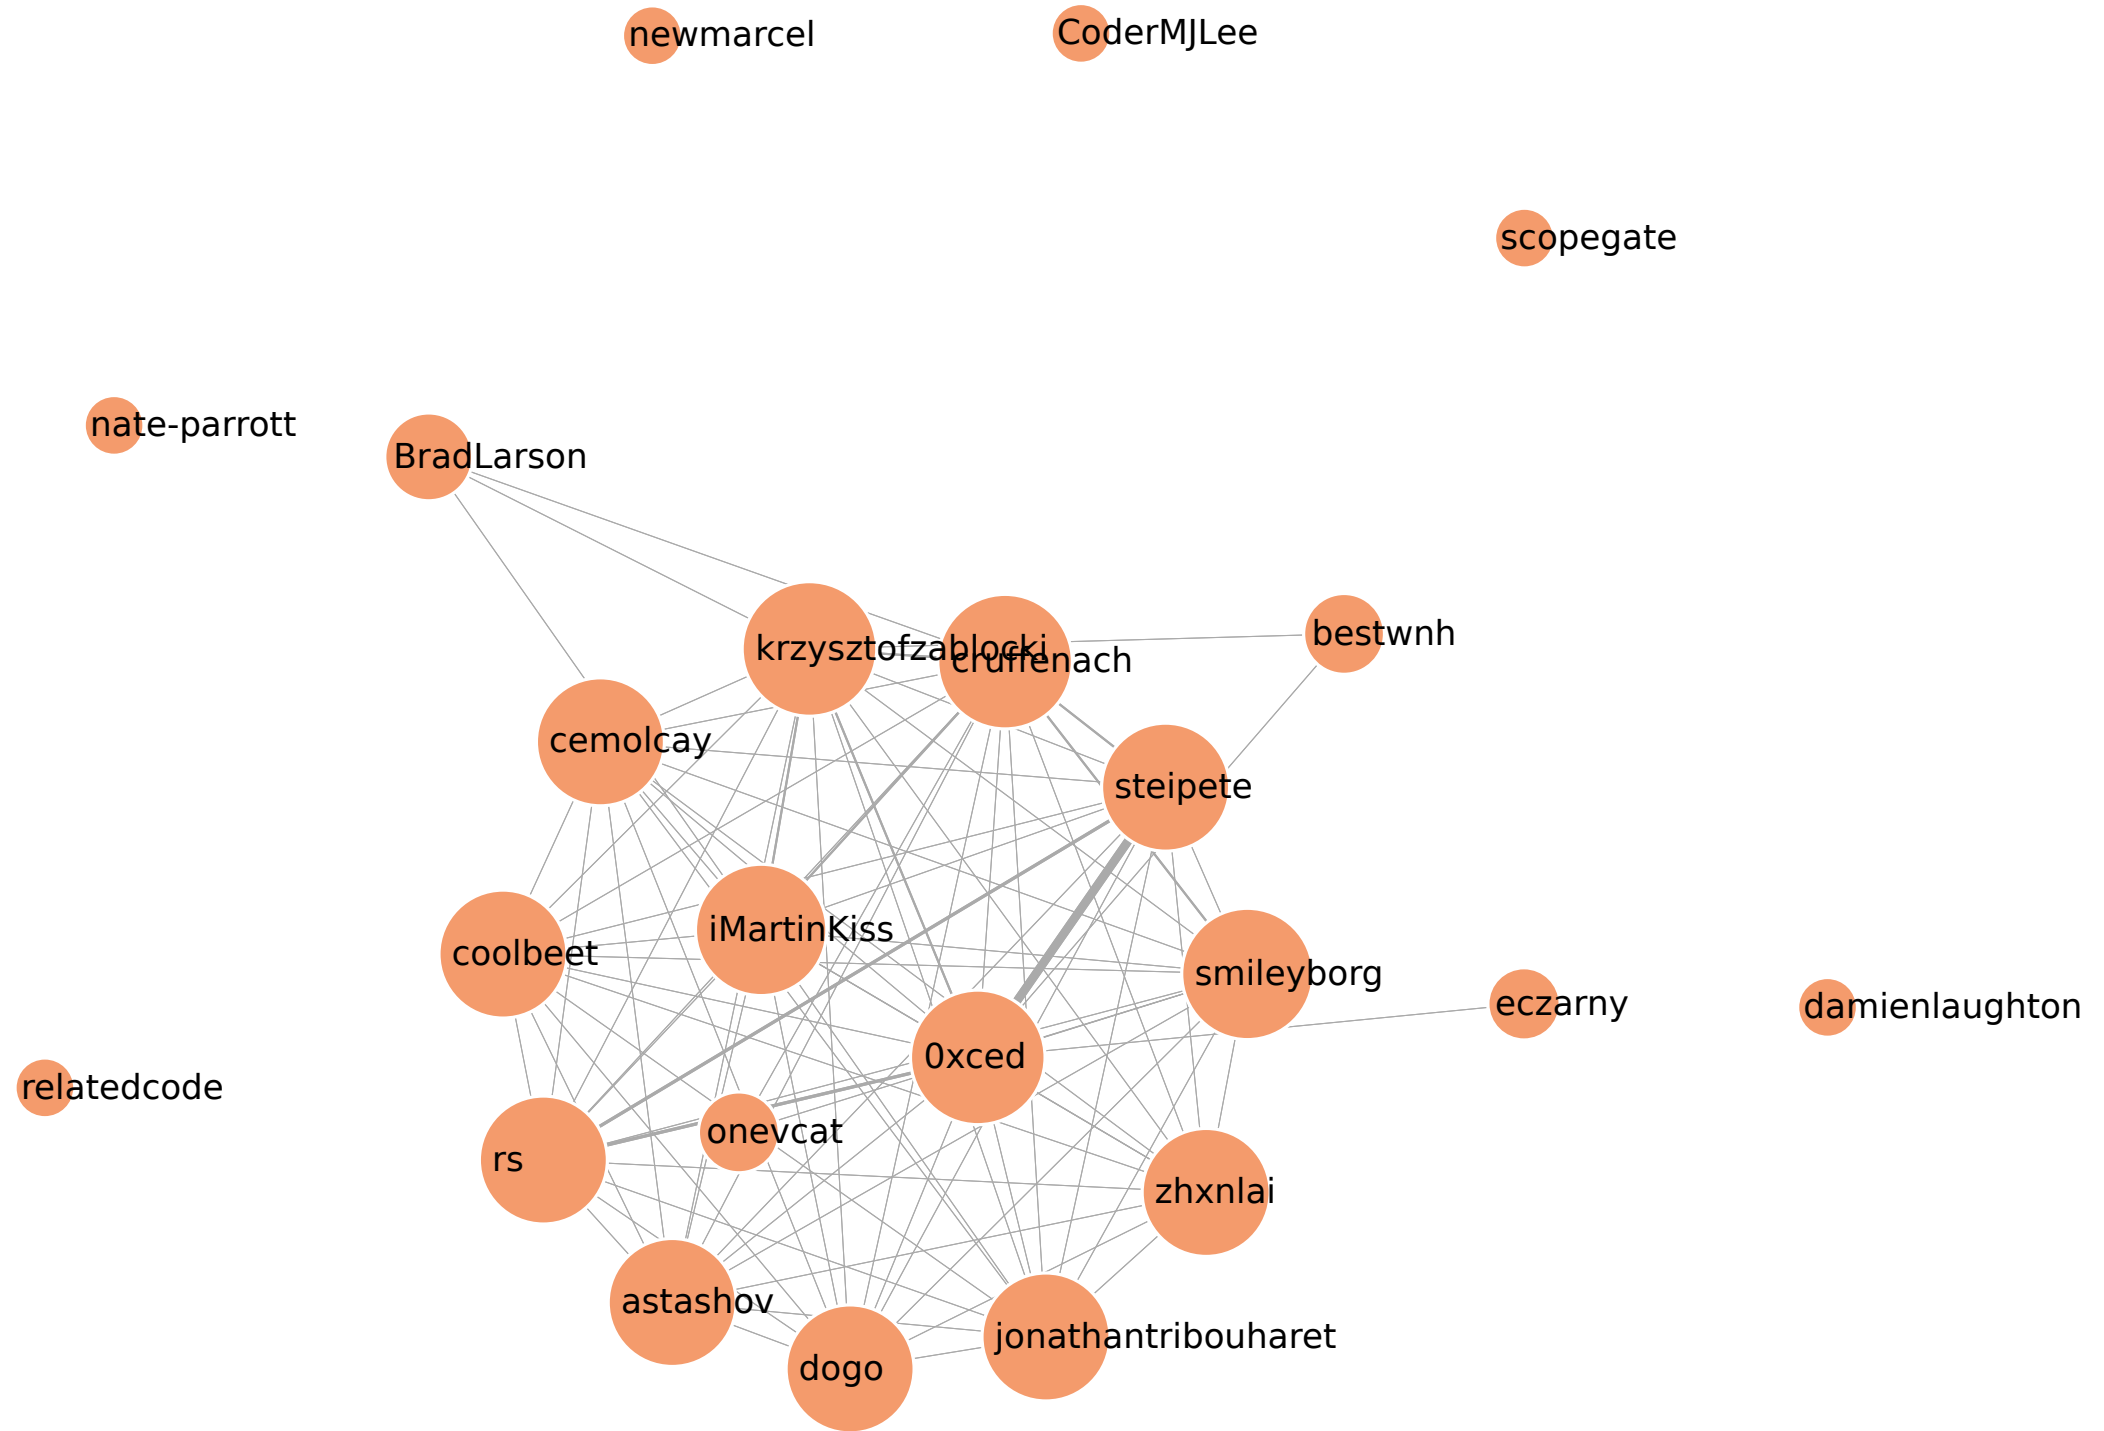 newmarcel
CoderMJLee
scopegate
nate-parrott
BradLarson
bestwnh
krzysztofzablocki
cruffenach
cemolcay
steipete
iMartinKiss
coolbeet
smileyborg
eczarny
damienlaughton
0xced
relatedcode
onevcat
rs
zhxnlai
astashov
jonathantribouharet
dogo